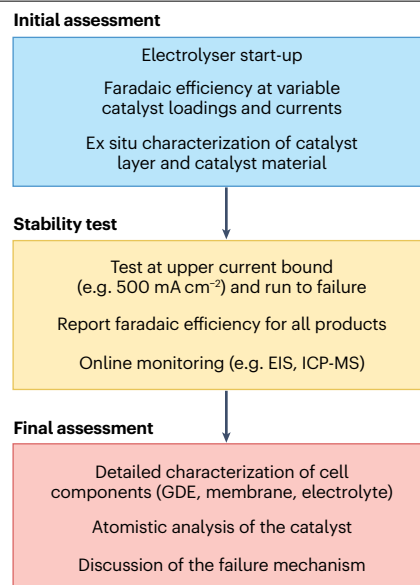 Initial assessment
Electrolyser start-up
Faradaic efficiency at variable
catalyst loadings and currents
Ex situ characterization of catalyst
layer and catalyst material
Stability test
Test at upper current bound
(e.g. 500 mA cm⁻²) and run to failure
Report faradaic efficiency for all products
Online monitoring (e.g. EIS, ICP-MS)
Final assessment
Detailed characterization of cell
components (GDE, membrane, electrolyte)
Atomistic analysis of the catalyst
Discussion of the failure mechanism